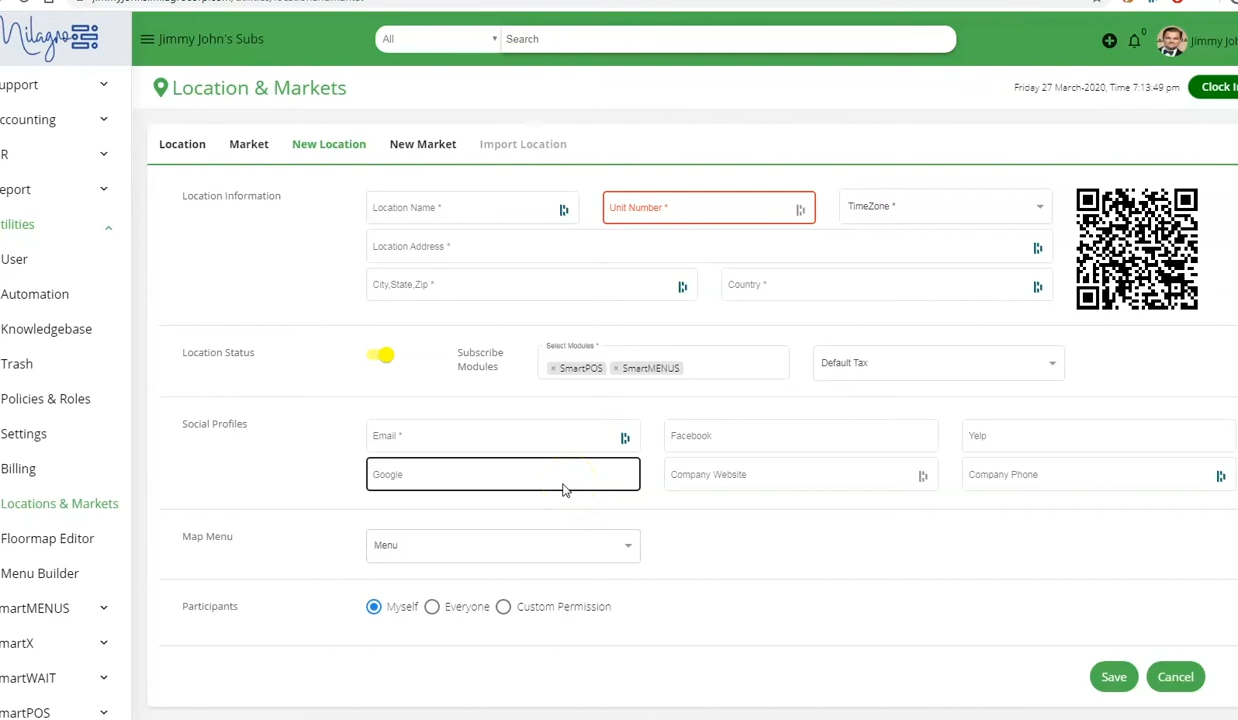 Milagro
Jimmy John's Subs
All
Search
0
Location & Markets
Friday 27 March-2020, Time 7:13:49 pm
Clock
Location
Market
New Location
New Market
Import Location
upport
ccounting
R
eport
tilities
User
Automation
Knowledgebase
Trash
Policies & Roles
Settings
Billing
Locations & Markets
Floormap Editor
Menu Builder
martMENUS
martX
martWAIT
martPOS
Location Information
Location Name *
Unit Number *
TimeZone *
Location Address *
City,State,Zip *
Country *
Location Status
Subscribe
Modules
Select Modules *
× SmartPOS × SmartMENUS
Default Tax
Social Profiles
Email *
Facebook
Yelp
Google
Company Website
Company Phone
Map Menu
Menu
Participants
Myself
Everyone
Custom Permission
Save
Cancel